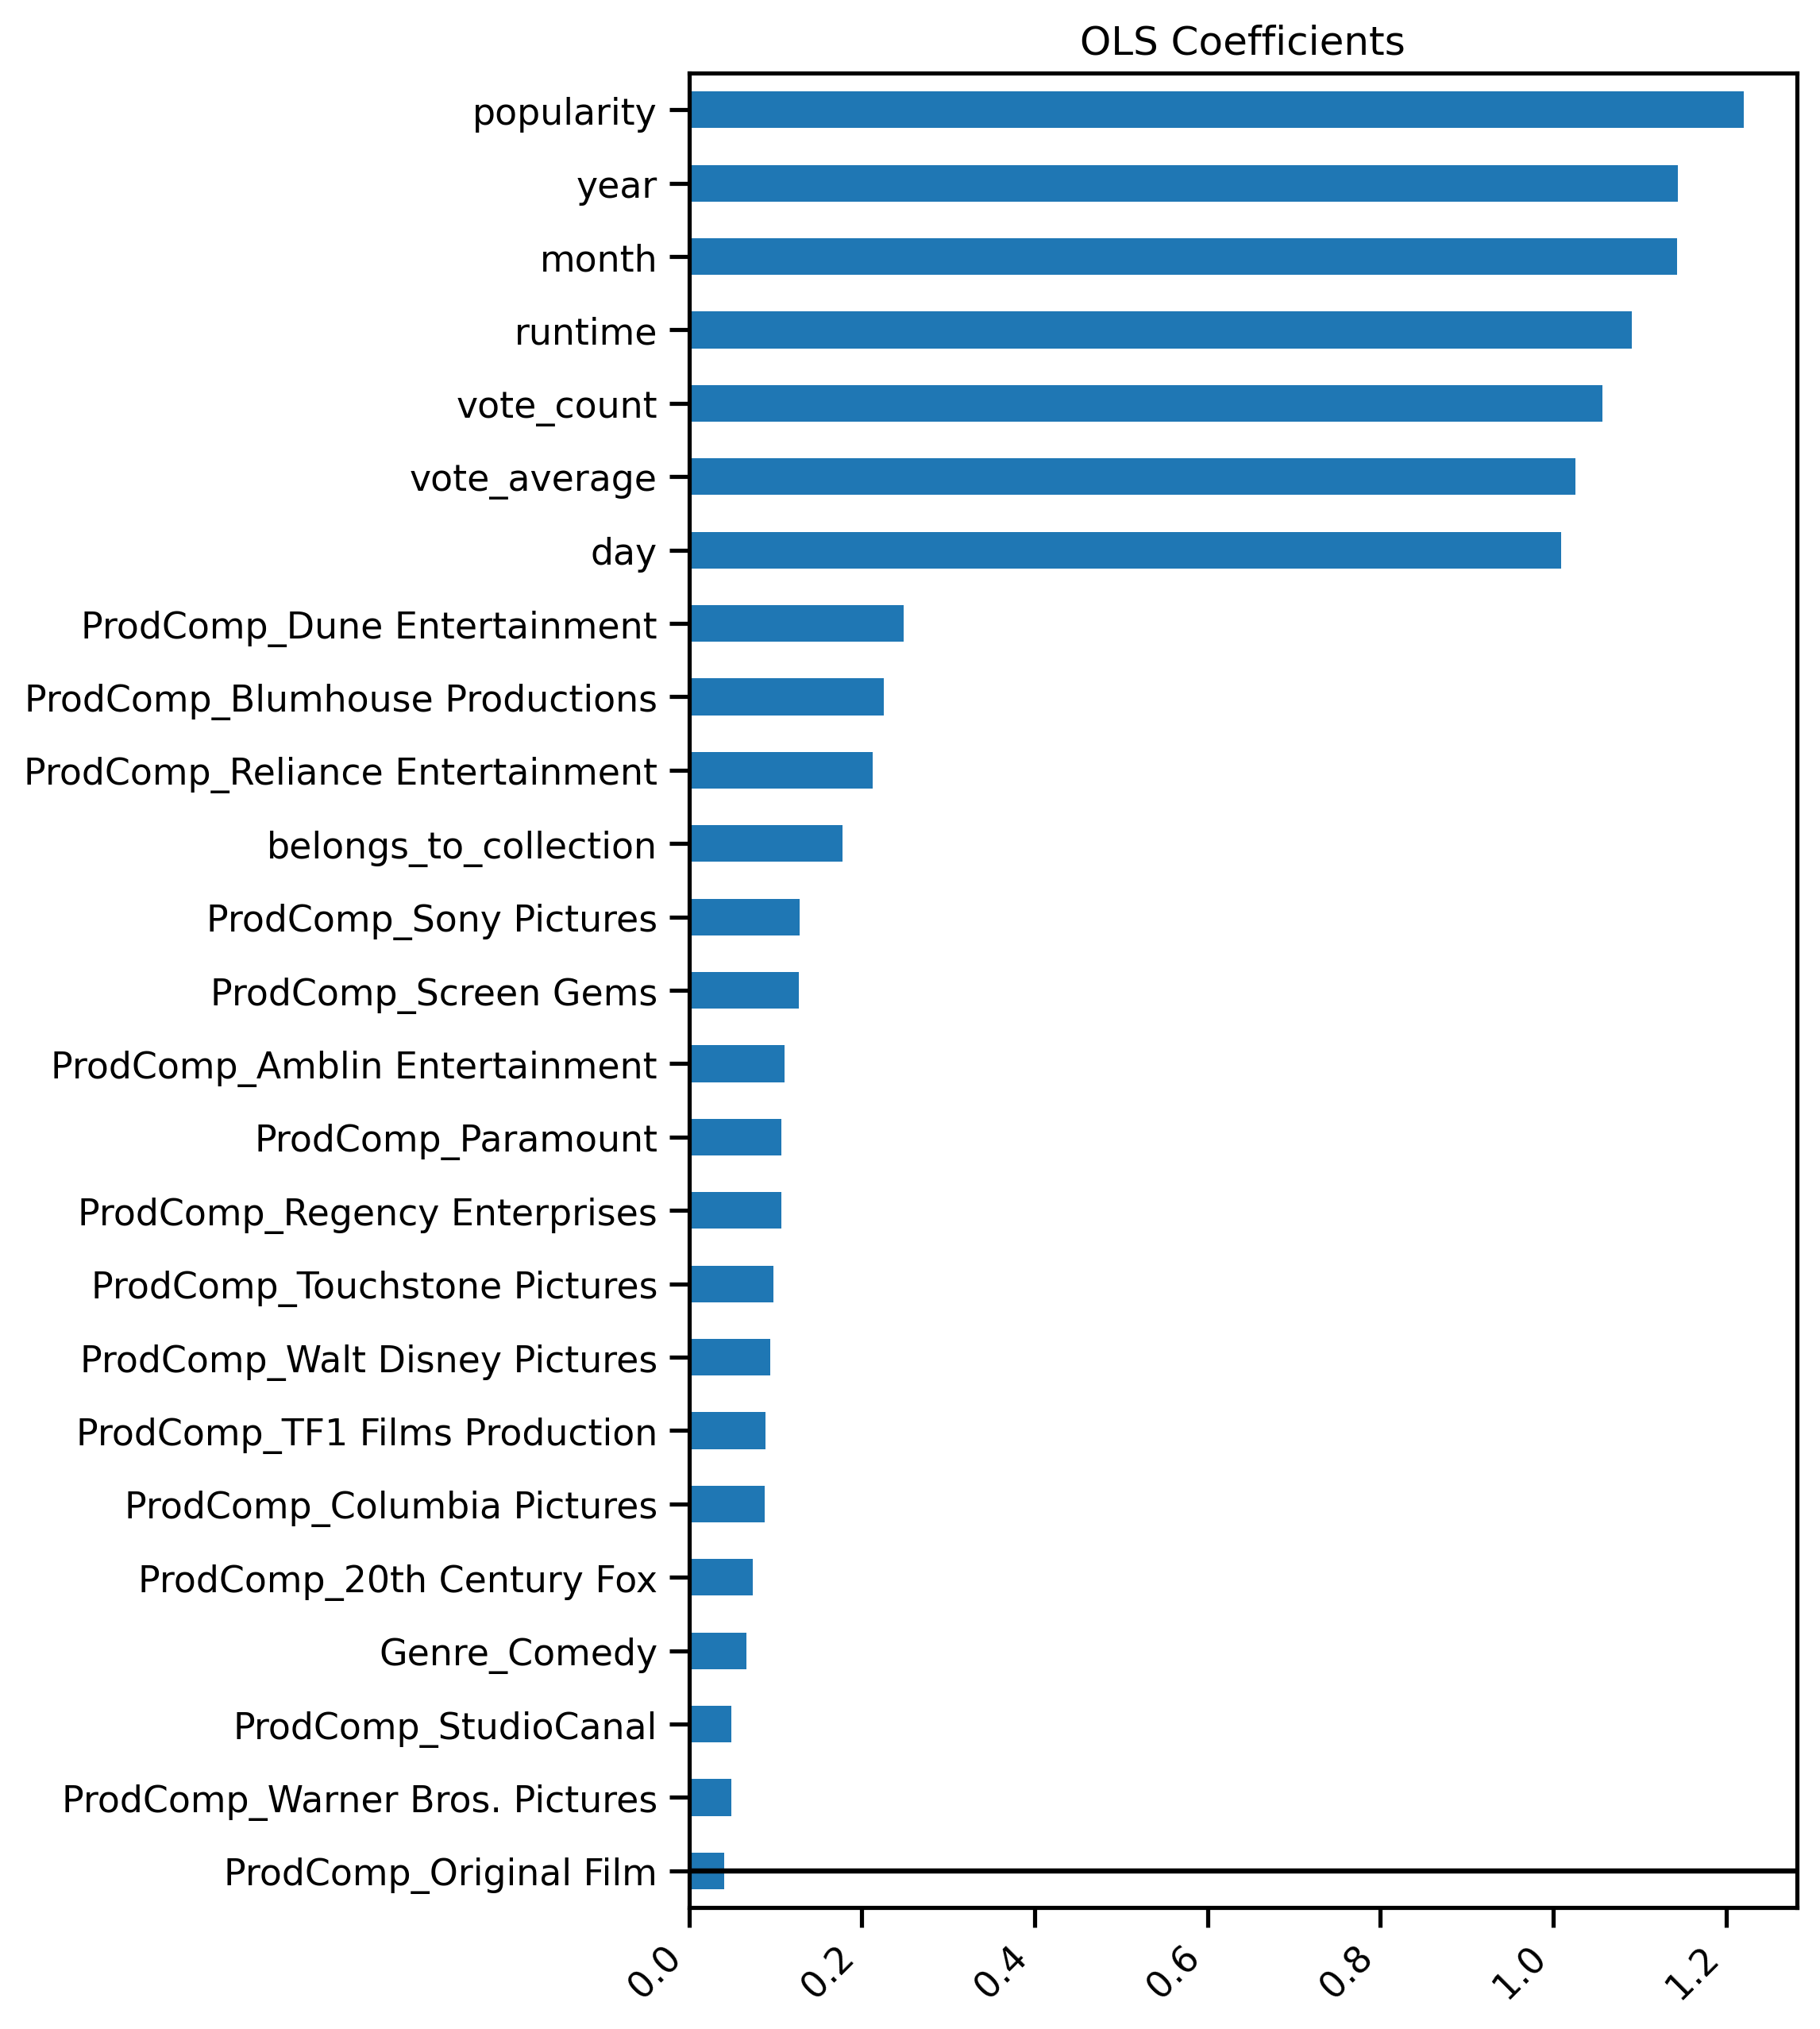 OLS Coefficients
popularity
year
month
runtime
vote_count
vote_average
day
ProdComp_Dune Entertainment
ProdComp_Blumhouse Productions
ProdComp_Reliance Entertainment
belongs_to_collection
ProdComp_Sony Pictures
ProdComp_Screen Gems
ProdComp_Amblin Entertainment
ProdComp_Paramount
ProdComp_Regency Enterprises
ProdComp_Touchstone Pictures
ProdComp_Walt Disney Pictures
ProdComp_TF1 Films Production
ProdComp_Columbia Pictures
ProdComp_20th Century Fox
Genre_Comedy
ProdComp_StudioCanal
ProdComp_Warner Bros. Pictures
ProdComp_Original Film
0.0 0.2 0.4 0.6 0.8 1.0 1.2